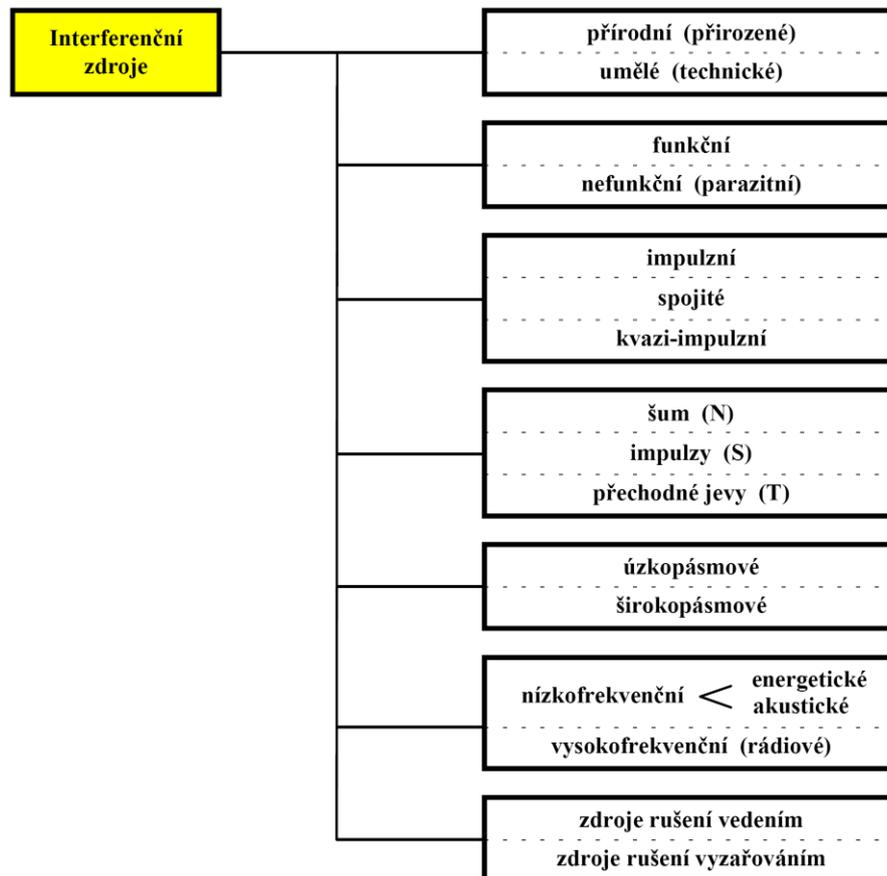 Interferenční
zdroje
přírodní (přirozené)
umělé (technické)
funkční
nefunkční (parazitní)
impulzní
spojité
kvazi-impulzní
šum (N)
impulzy (S)
přechodné jevy (T)
úzkopásmové
širokopásmové
nízkofrekvenční
energetické
akustické
vysokofrekvenční (rádiové)
zdroje rušení vedením
zdroje rušení vyzařováním